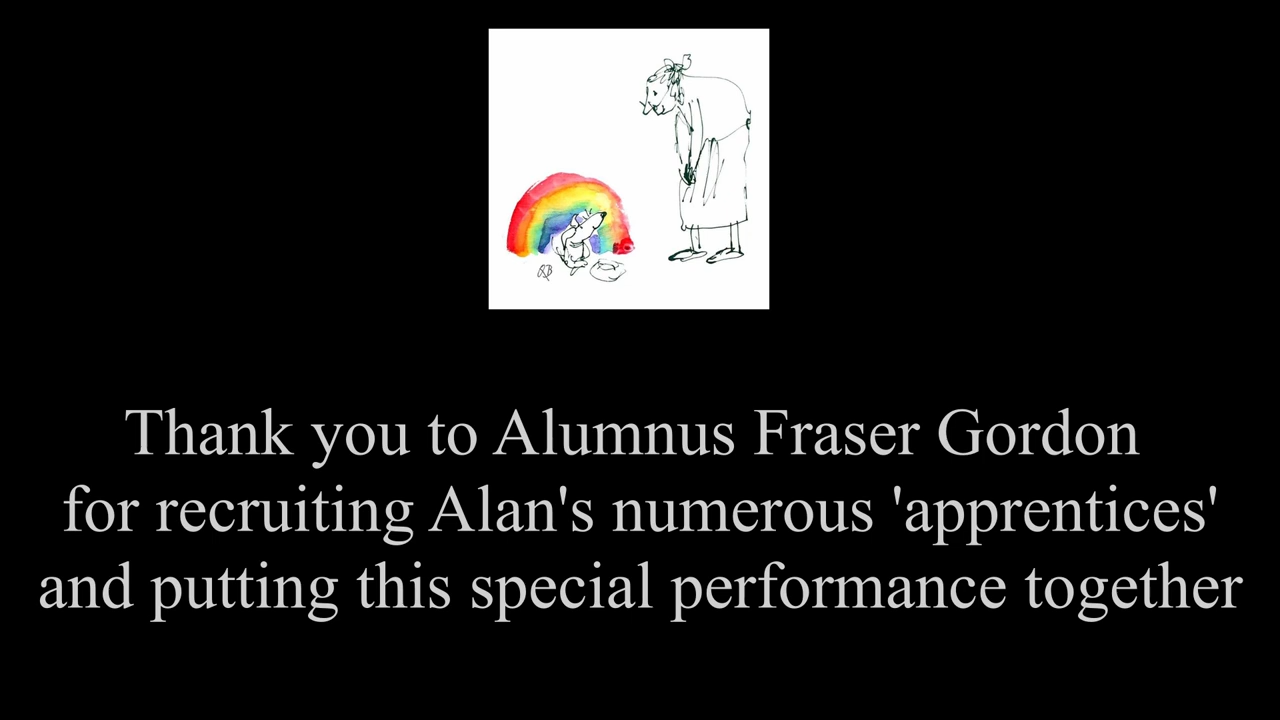 Thank you to Alumnus Fraser Gordon
for recruiting Alan's numerous 'apprentices'
and putting this special performance together